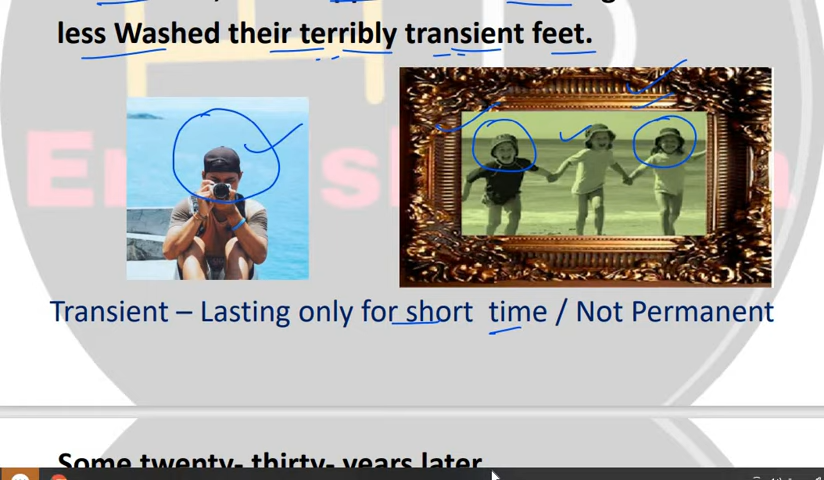 less Washed their terribly transient feet.
Transient – Lasting only for short time / Not Permanent
Some twenty- thirty- years later